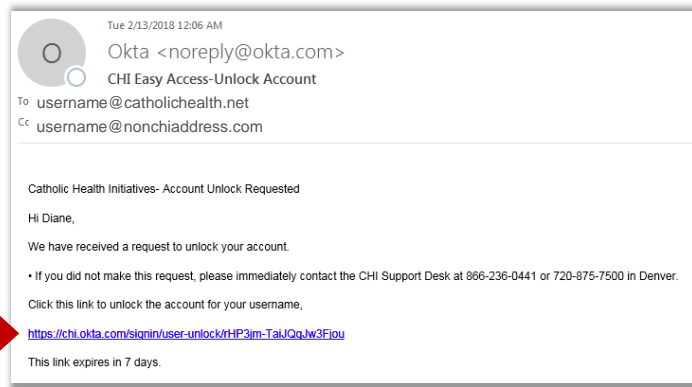 Tue 2/13/2018 12:06 AM
O
Okta <noreply@okta.com>
CHI Easy Access-Unlock Account
To username@catholichealth.net
Cc username@nonchiaddress.com
Catholic Health Initiatives- Account Unlock Requested
Hi Diane,
We have received a request to unlock your account.
• If you did not make this request, please immediately contact the CHI Support Desk at 866-236-0441 or 720-875-7500 in Denver.
Click this link to unlock the account for your username,
https://chi.okta.com/signin/user-unlock/rHP3jm-TaiJQqJw3Fjou
This link expires in 7 days.